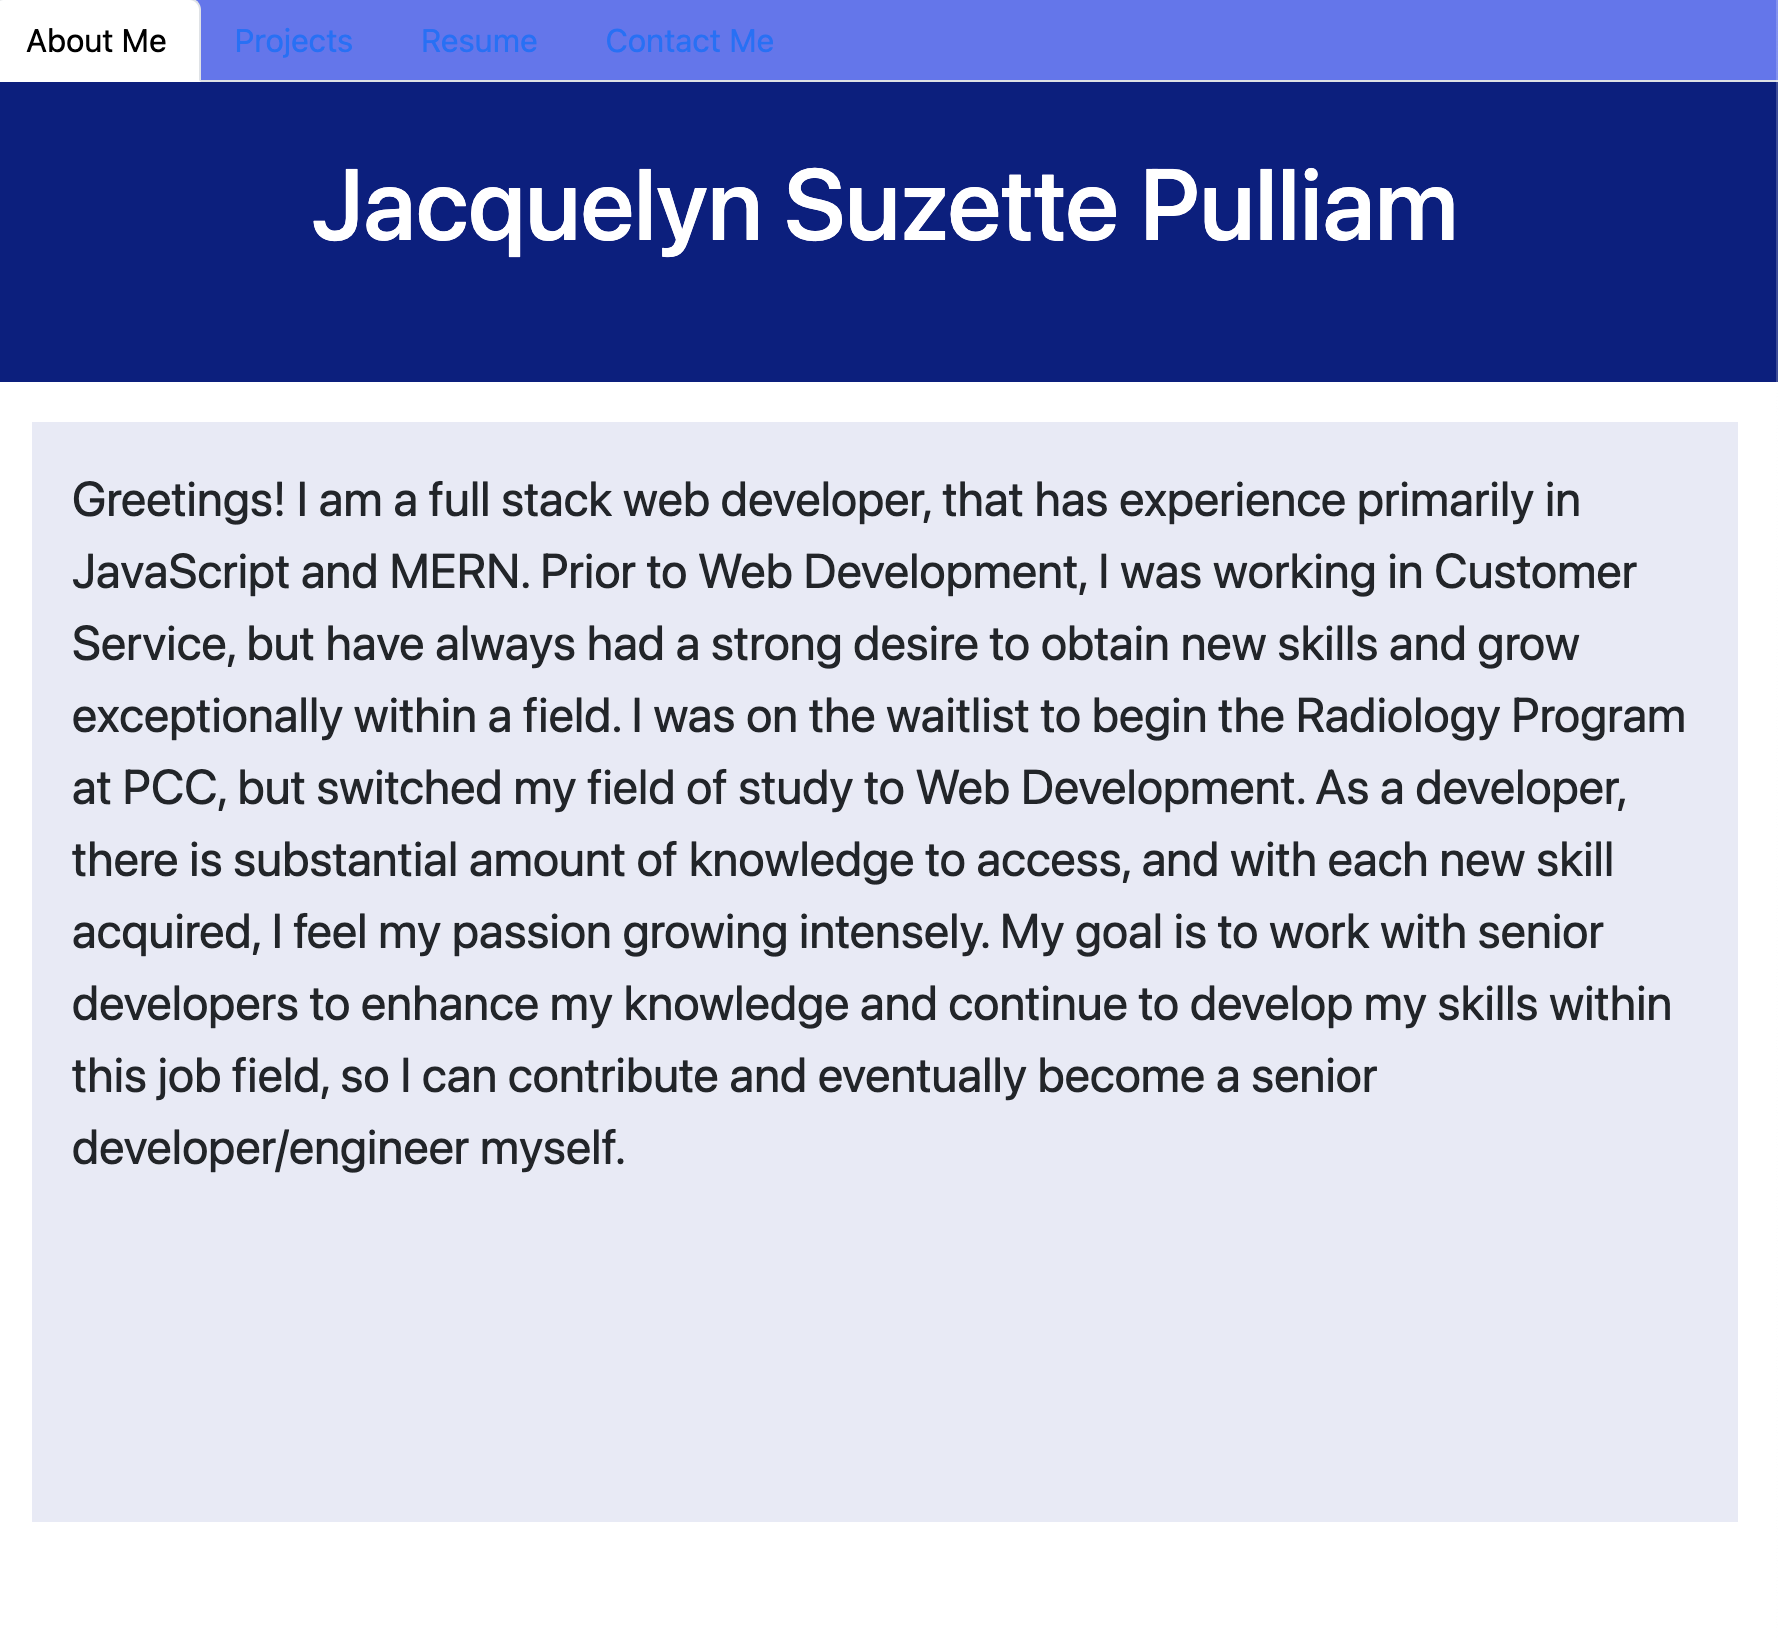 About Me Projects Resume Contact Me
Jacquelyn Suzette Pulliam
Greetings! I am a full stack web developer, that has experience primarily in
JavaScript and MERN. Prior to Web Development, I was working in Customer
Service, but have always had a strong desire to obtain new skills and grow
exceptionally within a field. I was on the waitlist to begin the Radiology Program
at PCC, but switched my field of study to Web Development. As a developer,
there is substantial amount of knowledge to access, and with each new skill
acquired, I feel my passion growing intensely. My goal is to work with senior
developers to enhance my knowledge and continue to develop my skills within
this job field, so I can contribute and eventually become a senior
developer/engineer myself.